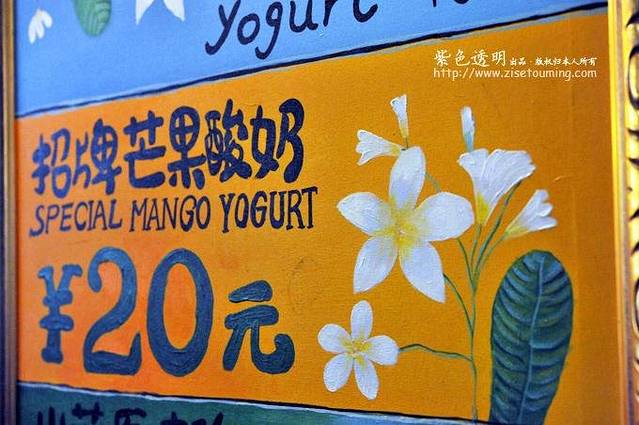 yogurt
紫色透明 出品·版权归本人所有
http://www.zisetouming.com/
招牌芒果酸奶
SPECIAL MANGO YOGURT
¥20元